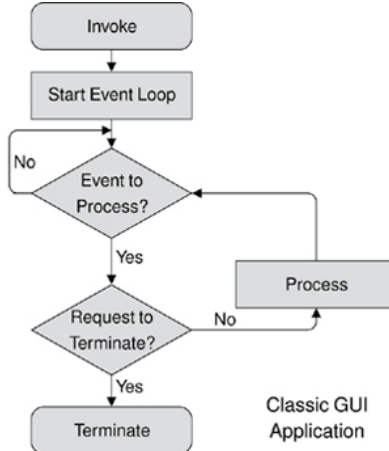 Invoke
Start Event Loop
No
Event to
Process?
Yes
Process
Request to
Terminate?
No
Yes
Terminate
Classic GUI
Application